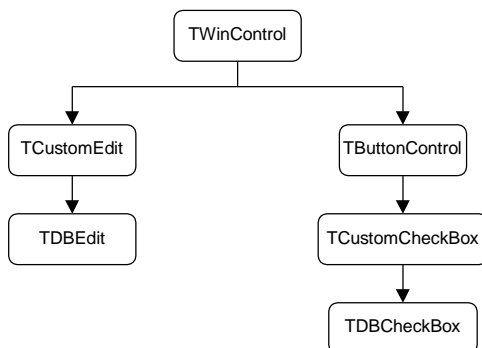 TWinControl
TCustomEdit
TButtonControl
TDBEdit
TCustomCheckBox
TDBCheckBox